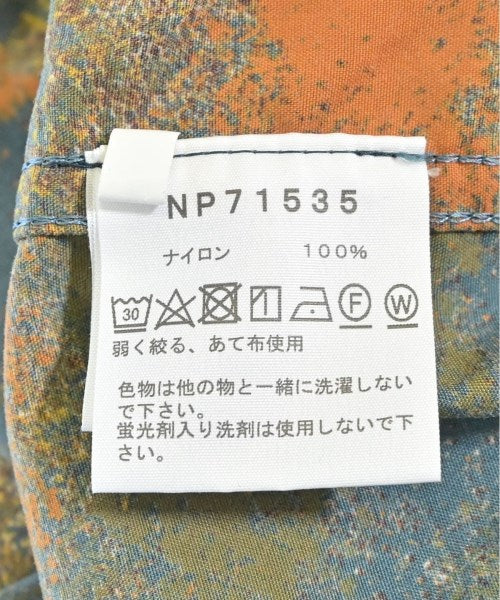 NP71535
ナイロン 100%
30 F W
弱く絞る、あて布使用
色物は他の物と一緒に洗濯しない
で下さい。
蛍光剤入り洗剤は使用しないで下
さい。